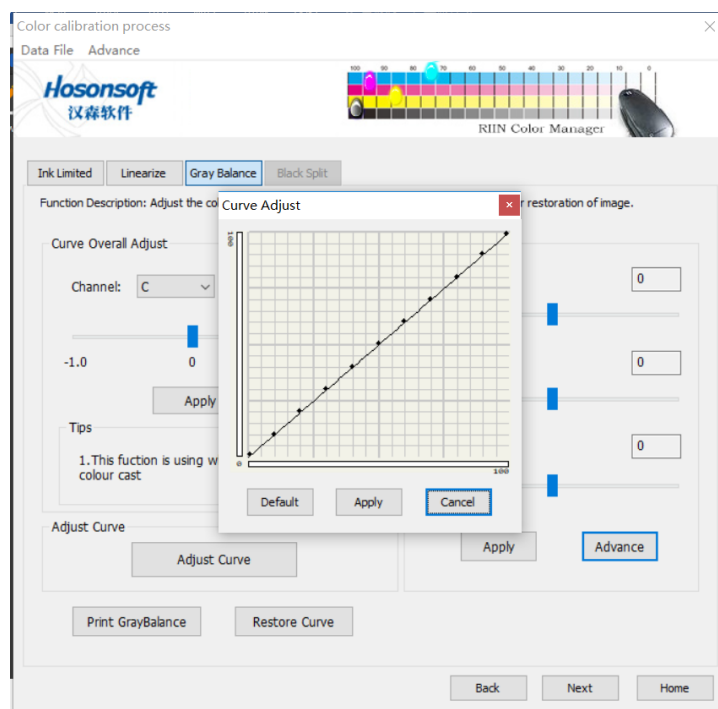 Color calibration process
Data File Advance
Hosonsoft
汉森软件
100 90 80 70 60 50 40 30 20 10 0
RIIN Color Manager
Ink Limited Linearize Gray Balance Black Split
Function Description: Adjust the co
r restoration of image.
Curve Adjust
Curve Overall Adjust
Channel: C
-1.0 0
Apply
Tips
1.This fuction is using w
colour cast
100
0
100
Default Apply Cancel
0
0
0
Apply Advance
Adjust Curve
Adjust Curve
Print GrayBalance Restore Curve
Back Next Home